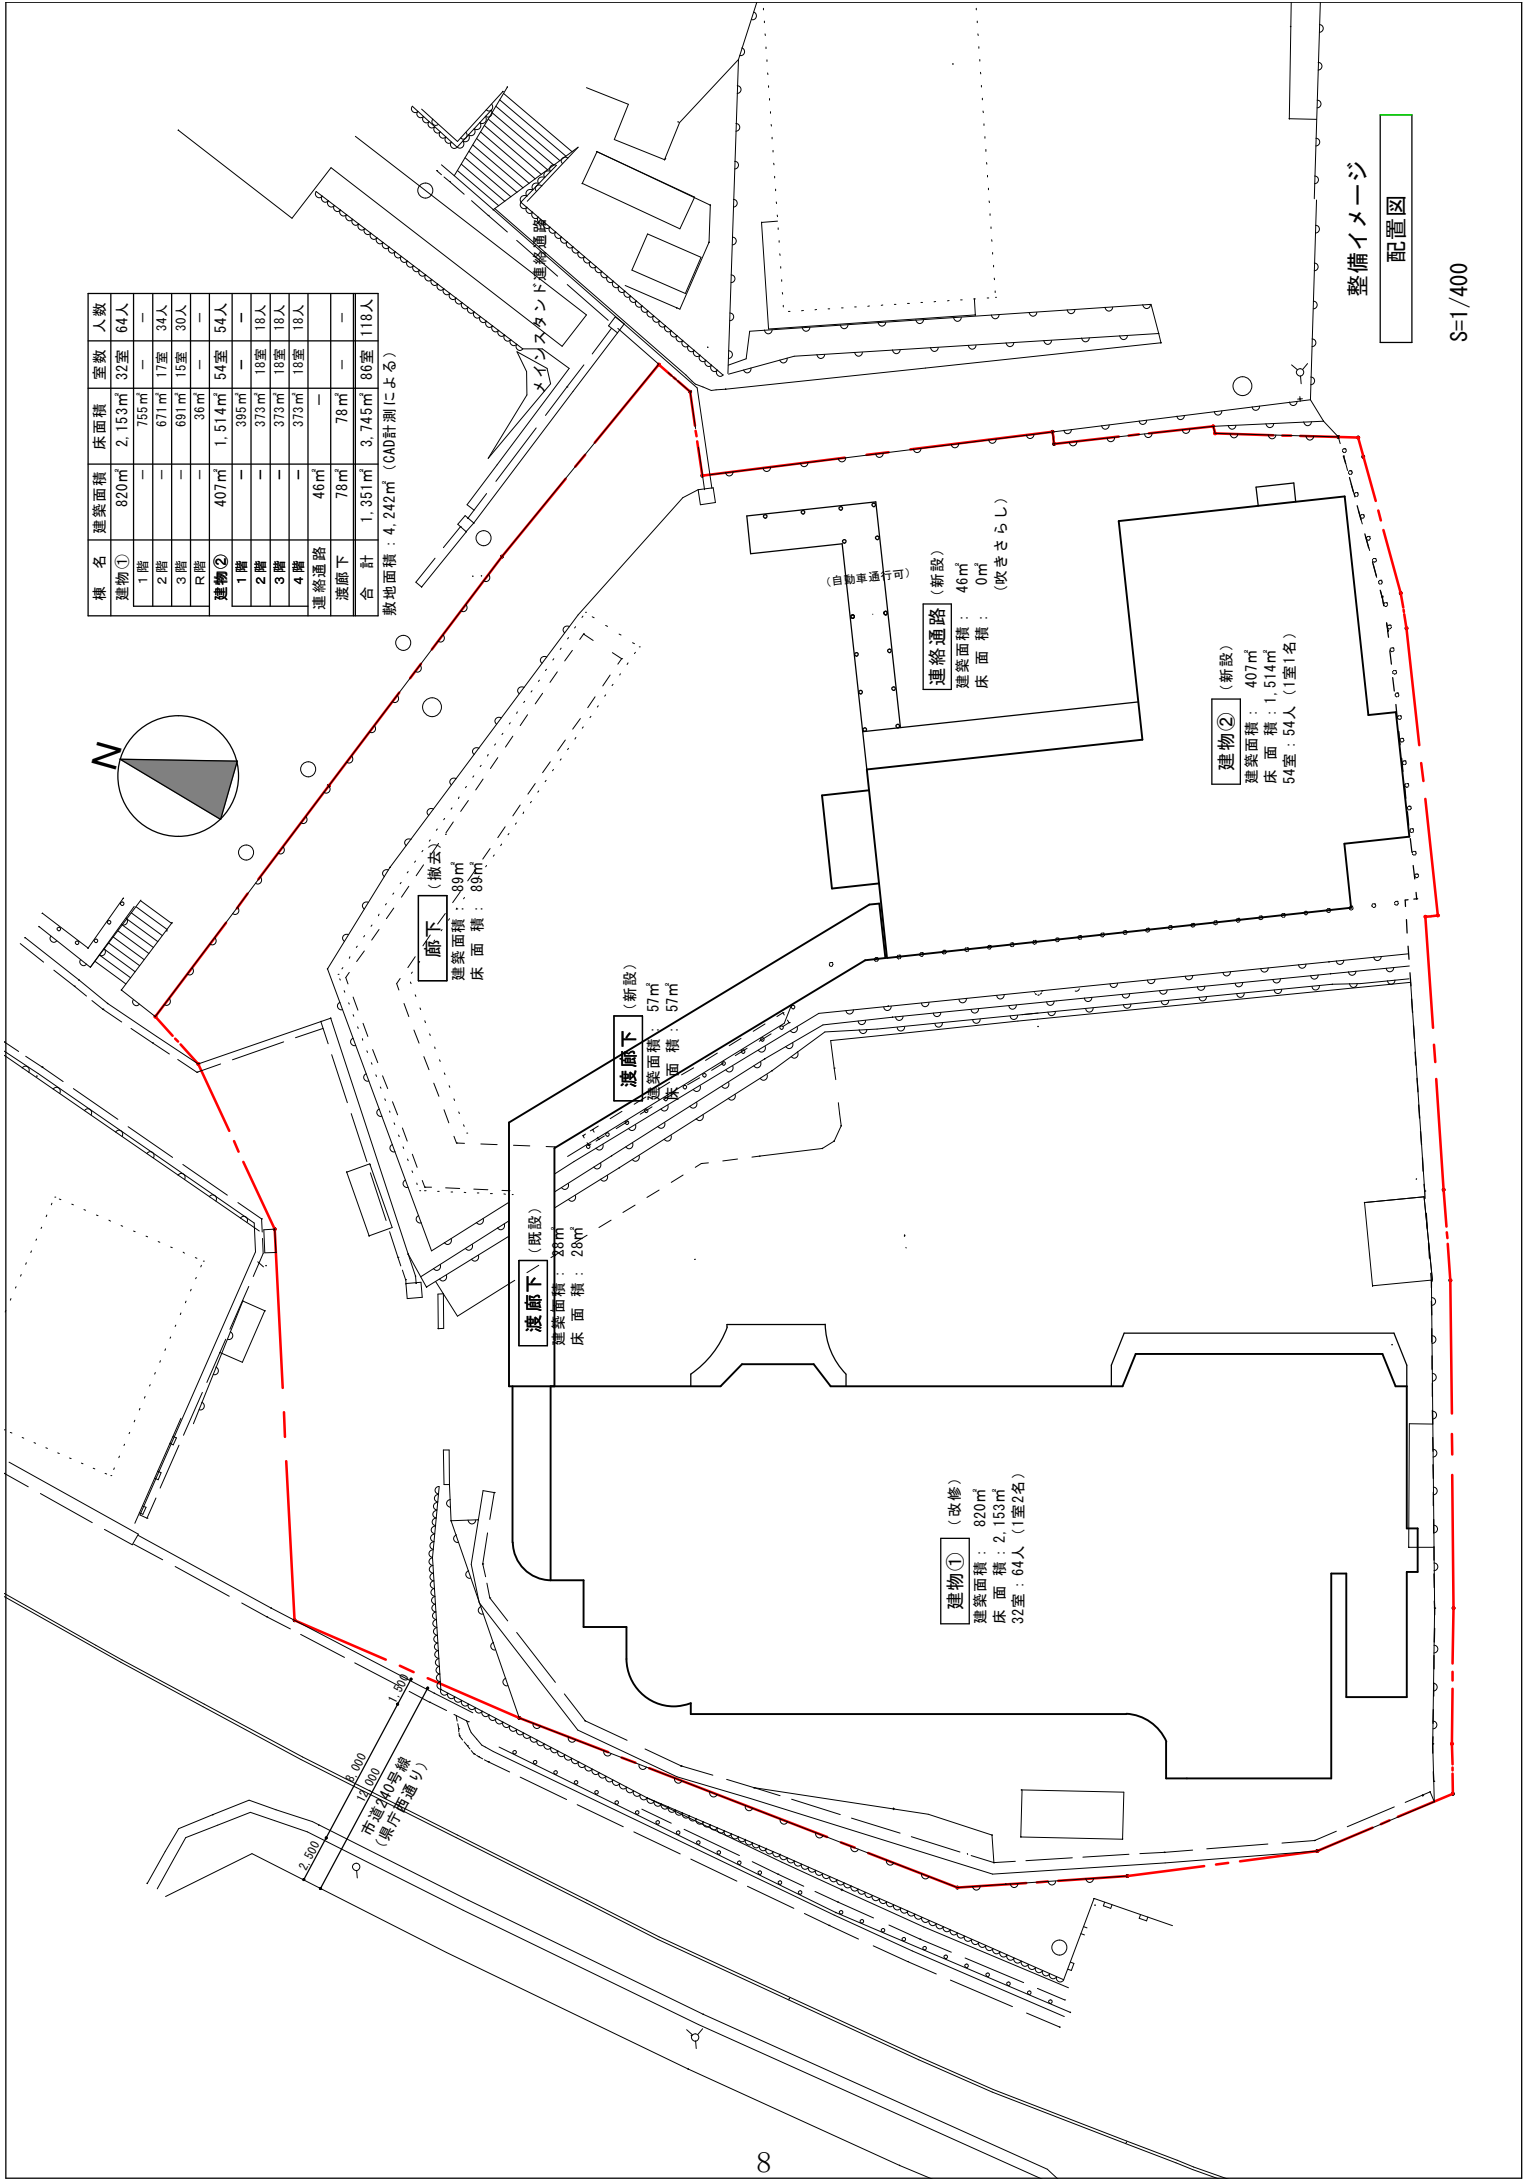 棟 名 建築面積 床面積 室数 人数
建物① 820㎡ 2,153㎡ 32室 64人
1階 － 755㎡ － －
2階 － 671㎡ 17室 34人
3階 － 691㎡ 15室 30人
R階 － 36㎡ － －
建物② 407㎡ 1,514㎡ 54室 54人
1階 － 395㎡ － －
2階 － 373㎡ 18室 18人
3階 － 373㎡ 18室 18人
4階 － 373㎡ 18室 18人
連絡通路 46㎡ －
渡廊下 78㎡ 78㎡ － －
合 計 1,351㎡ 3,745㎡ 86室 118人
敷地面積：4,242㎡（CAD計測による）
N
メインスタンド連絡通路
廊下（撤去）
建築面積： 89㎡
床 面 積： 89㎡
渡廊下（新設）
建築面積： 57㎡
床 面 積： 57㎡
渡廊下（既設）
建築面積： 28㎡
床 面 積： 28㎡
（自動車通行可）
連絡通路（新設）
建築面積： 46㎡
床 面 積： 0㎡
（吹きさらし）
建物②（新設）
建築面積： 407㎡
床 面 積：1,514㎡
54室：54人（1室1名）
建物①（改修）
建築面積： 820㎡
床 面 積：2,153㎡
32室：64人（1室2名）
2,500
8,000
1,500
12,000
市道240号線
（県庁西通り）
整備イメージ
配置図
S=1/400
8